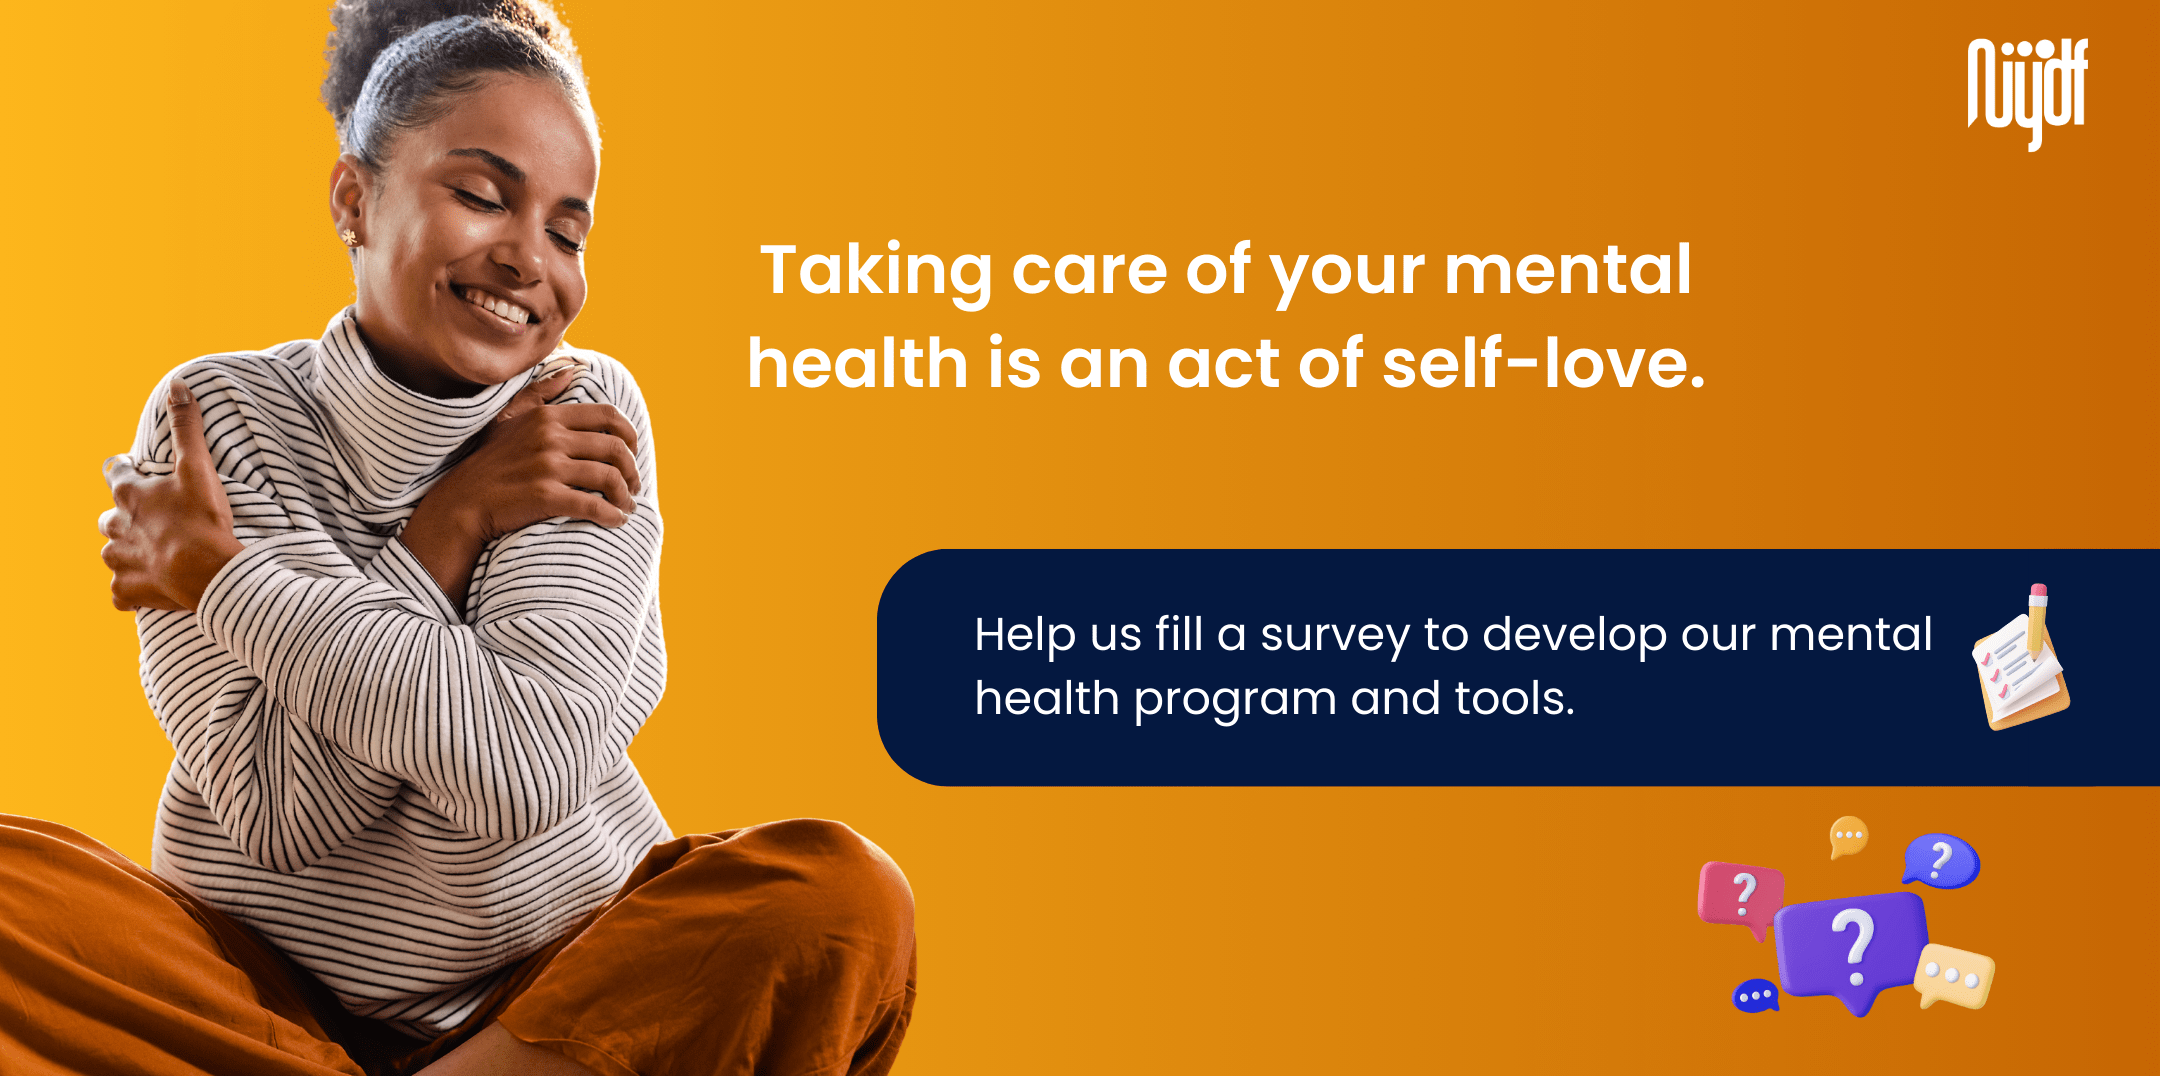 Niydf
Taking care of your mental
health is an act of self-love.
Help us fill a survey to develop our mental
health program and tools.
?
?
?